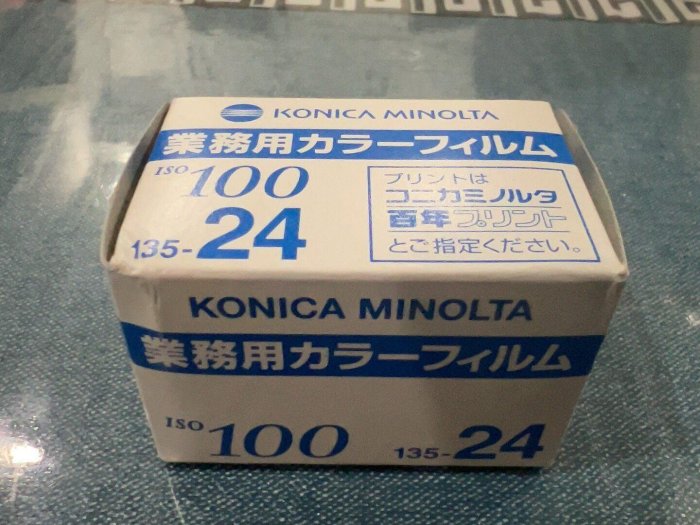 KONICA MINOLTA
業務用カラーフィルム
ISO 100
135-24
プリントは
コニカミノルタ
百年プリント
とご指定ください。
KONICA MINOLTA
業務用カラーフィルム
ISO 100 135-24